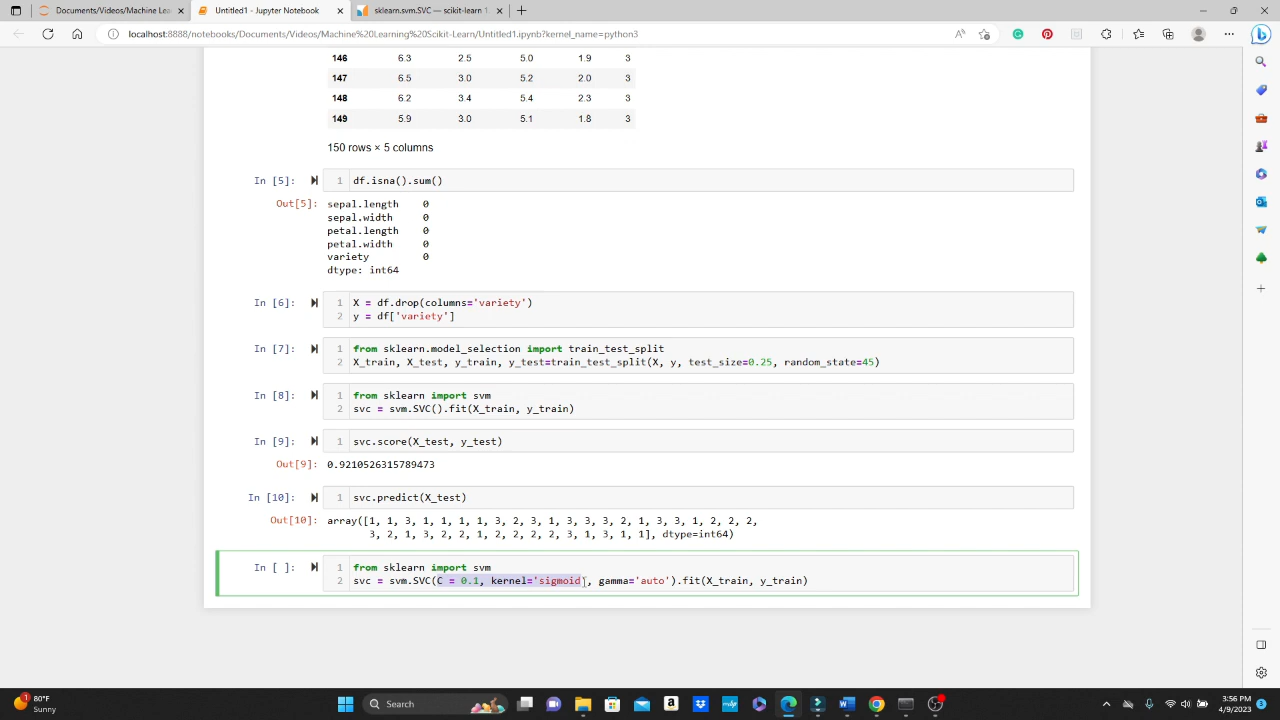 Documents/Videos/Machine Lea
Untitled1 - Jupyter Notebook
sklearn.svm.SVC — scikit-learn 1
localhost:8888/notebooks/Documents/Videos/Machine%20Learning%20Scikit-Learn/Untitled1.ipynb?kernel_name=python3
146 6.3 2.5 5.0 1.9 3
147 6.5 3.0 5.2 2.0 3
148 6.2 3.4 5.4 2.3 3
149 5.9 3.0 5.1 1.8 3
150 rows × 5 columns
In [5]: 1 df.isna().sum()
Out[5]: sepal.length 0
sepal.width 0
petal.length 0
petal.width 0
variety 0
dtype: int64
In [6]: 1 X = df.drop(columns='variety')
2 y = df['variety']
In [7]: 1 from sklearn.model_selection import train_test_split
2 X_train, X_test, y_train, y_test=train_test_split(X, y, test_size=0.25, random_state=45)
In [8]: 1 from sklearn import svm
2 svc = svm.SVC().fit(X_train, y_train)
In [9]: 1 svc.score(X_test, y_test)
Out[9]: 0.9210526315789473
In [10]: 1 svc.predict(X_test)
Out[10]: array([1, 1, 3, 1, 1, 1, 1, 3, 2, 3, 1, 3, 3, 3, 2, 1, 3, 3, 1, 2, 2, 2,
3, 2, 1, 3, 2, 2, 1, 2, 2, 2, 2, 3, 1, 3, 1, 1], dtype=int64)
In [ ]: 1 from sklearn import svm
2 svc = svm.SVC(C = 0.1, kernel='sigmoid', gamma='auto').fit(X_train, y_train)
80°F
Sunny
Search
3:56 PM
4/9/2023